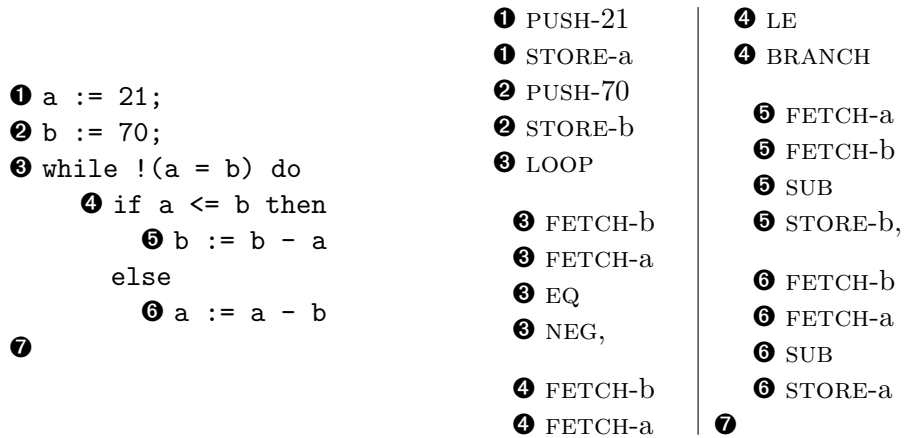 ❶ a := 21;
❷ b := 70;
❸ while !(a = b) do
❹ if a <= b then
❺ b := b - a
else
❻ a := a - b
❼
❶ PUSH-21
❶ STORE-a
❷ PUSH-70
❷ STORE-b
❸ LOOP
❸ FETCH-b
❸ FETCH-a
❸ EQ
❸ NEG,
❹ FETCH-b
❹ FETCH-a
❹ LE
❹ BRANCH
❺ FETCH-a
❺ FETCH-b
❺ SUB
❺ STORE-b,
❻ FETCH-b
❻ FETCH-a
❻ SUB
❻ STORE-a
❼